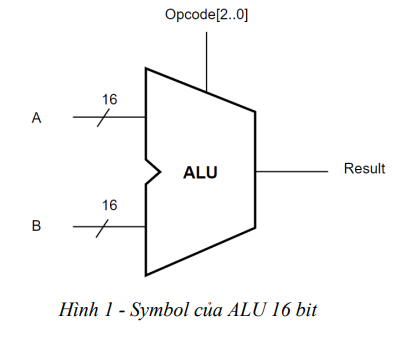 Opcode[2..0]
16
A
ALU
Result
16
B
Hình 1 - Symbol của ALU 16 bit